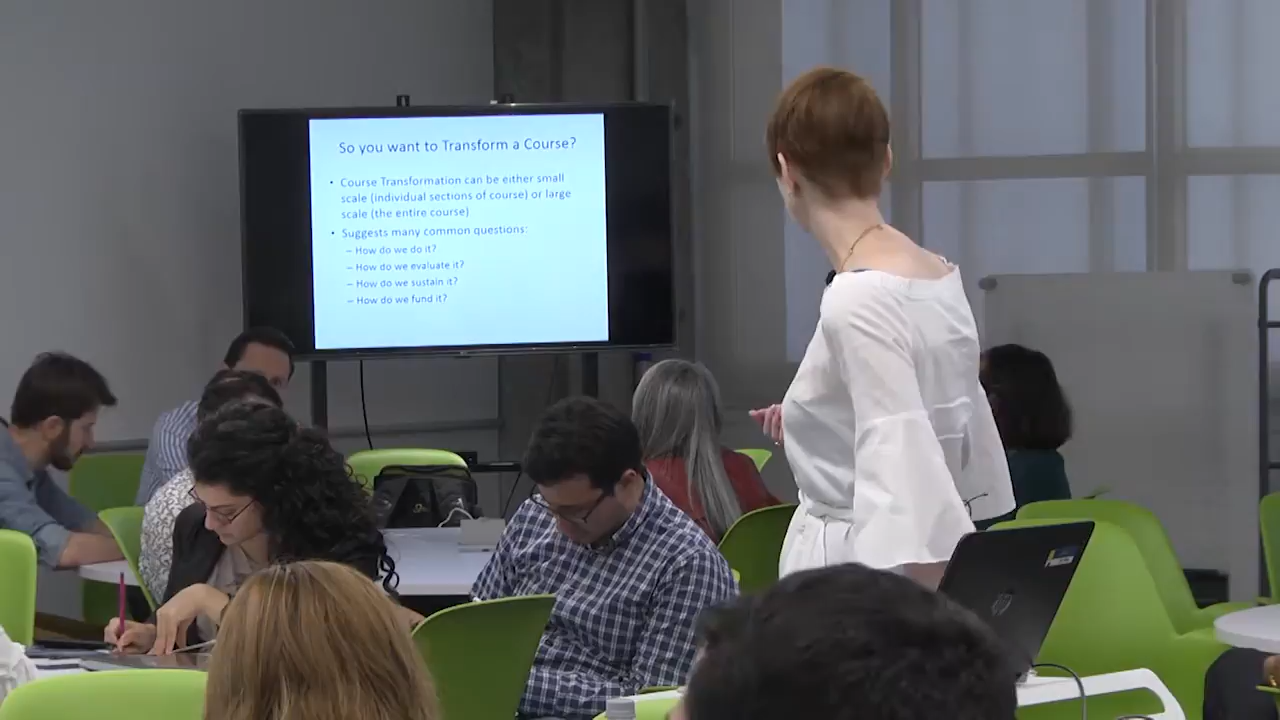 So you want to Transform a Course?
• Course Transformation can be either small
scale (individual sections of course) or large
scale (the entire course)
• Suggests many common questions:
– How do we do it?
– How do we evaluate it?
– How do we sustain it?
– How do we fund it?
hp